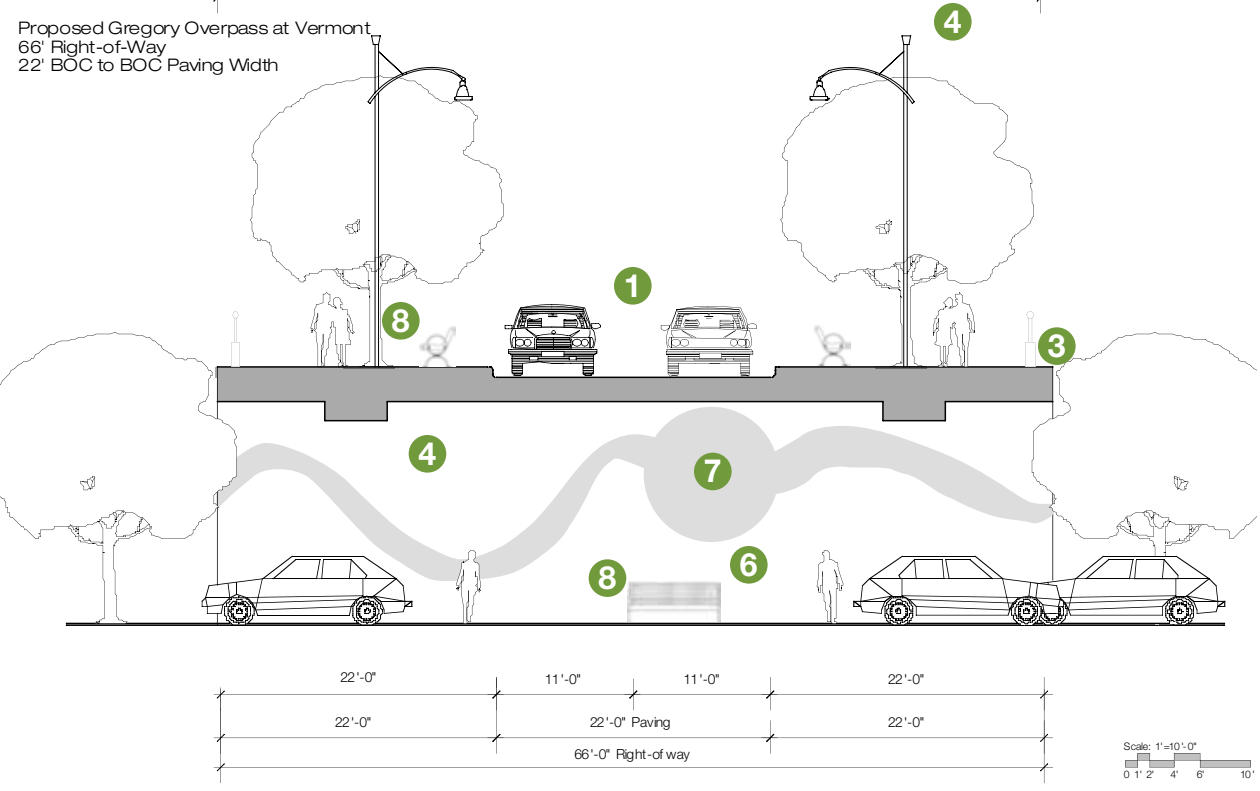 Proposed Gregory Overpass at Vermont
66' Right-of-Way
22' BOC to BOC Paving Width
4
1
8
3
4
7
6
8
22'-0" 11'-0" 11'-0" 22'-0"
22'-0" 22'-0" Paving 22'-0"
66'-0" Right-of way
Scale: 1'=10'-0"
0 1' 2' 4' 6' 10'